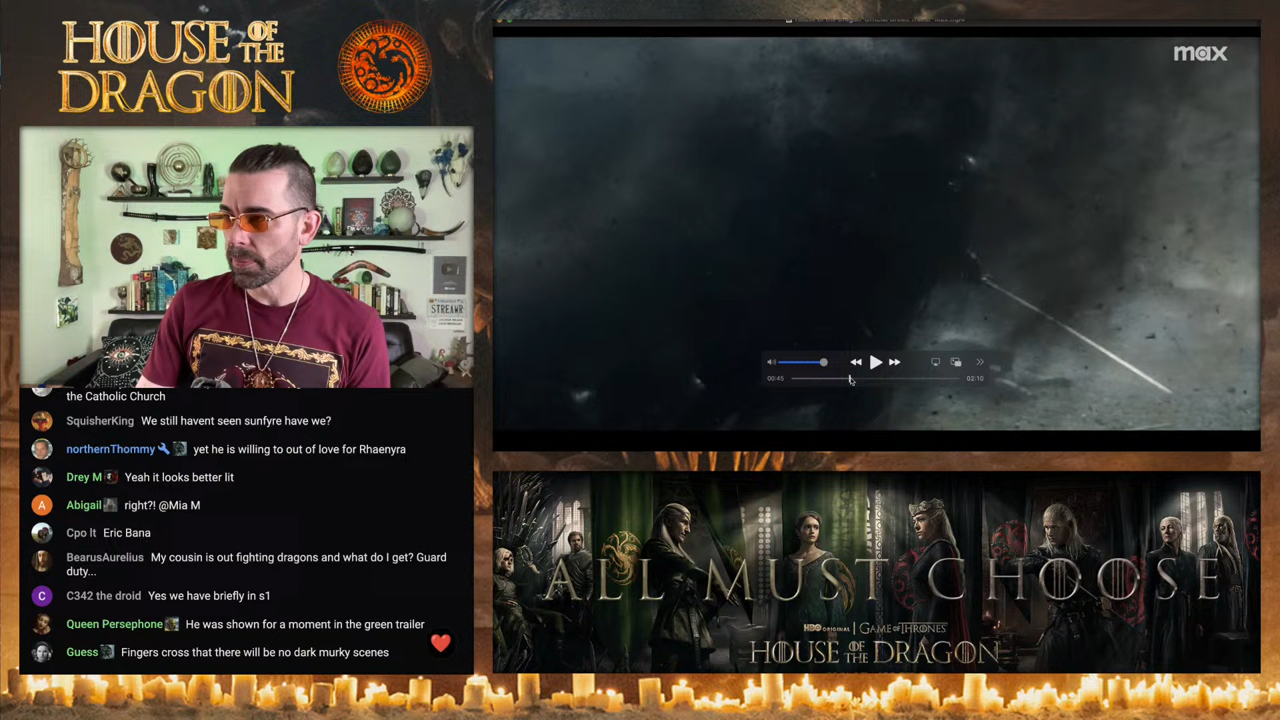 HOUSE OF THE
DRAGON
max
00:45
02:10
STREAWR
the Catholic Church
SquisherKing We still havent seen sunfyre have we?
northernThommy yet he is willing to out of love for Rhaenyra
Drey M Yeah it looks better lit
A Abigail right?! @Mia M
Cpo lt Eric Bana
BearusAurelius My cousin is out fighting dragons and what do I get? Guard
duty...
C C342 the droid Yes we have briefly in s1
Queen Persephone He was shown for a moment in the green trailer
Guess Fingers cross that there will be no dark murky scenes
ALL MUST CHOOSE
HBO ORIGINAL | GAME OF THRONES
HOUSE OF THE DRAGON